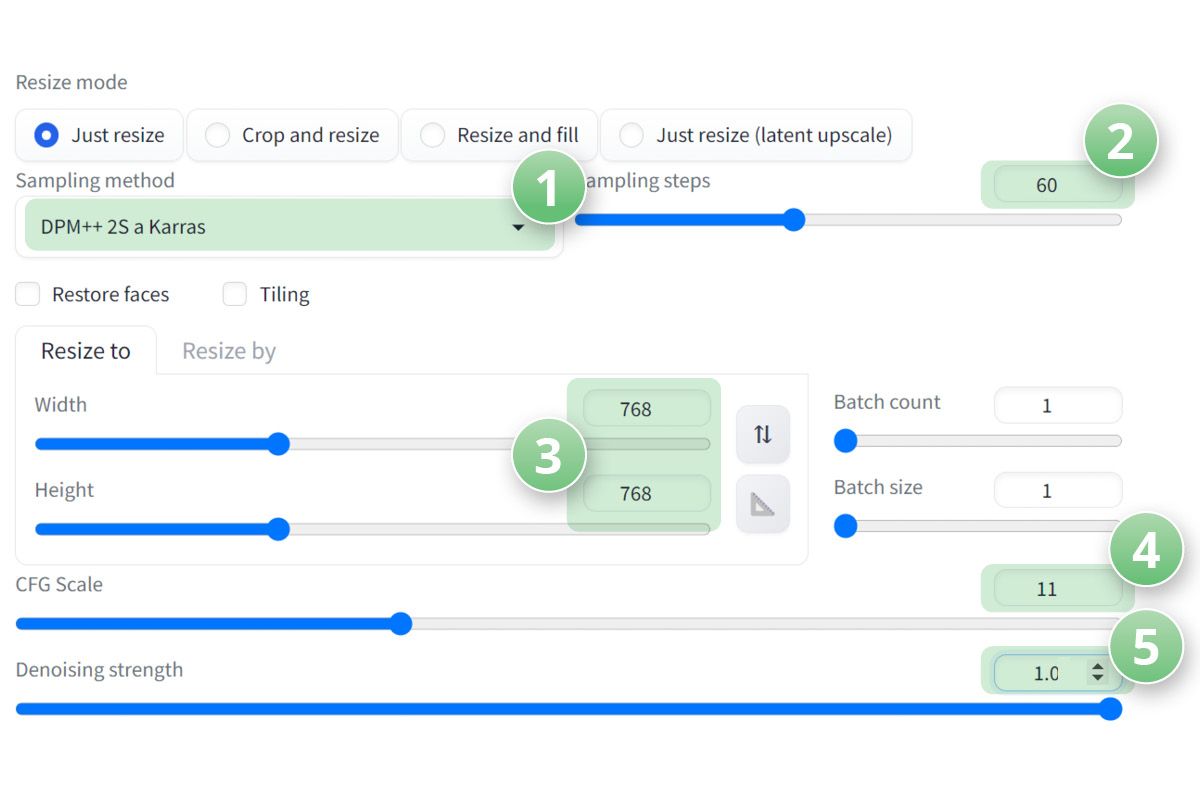 Resize mode
Just resize Crop and resize Resize and fill Just resize (latent upscale)
2
Sampling method 1 ampling steps 60
DPM++ 2S a Karras
Restore faces Tiling
Resize to Resize by
Width 768 Batch count 1
3
Height 768 Batch size 1
4
CFG Scale 11
5
Denoising strength 1.0